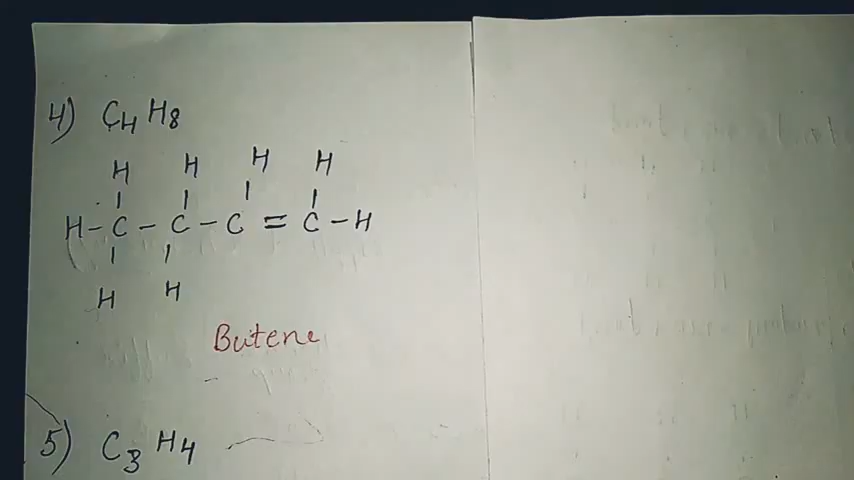 4) C4H8
H H H H
H-C-C-C=C-H
H H
Butene
5) C3H4